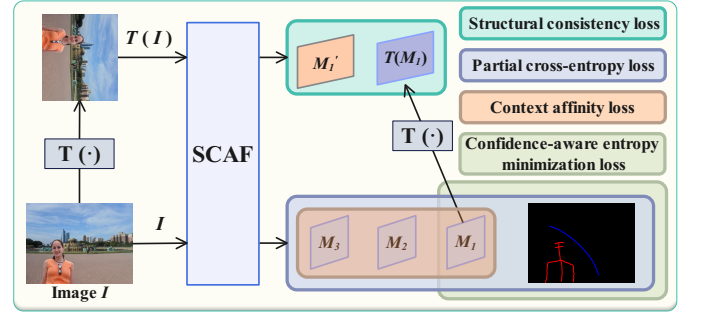 T(I)
SCAF
M₁′
T(M₁)
Structural consistency loss
Partial cross-entropy loss
Context affinity loss
Confidence-aware entropy
minimization loss
T (·)
T (·)
I
M₃
M₂
M₁
Image I